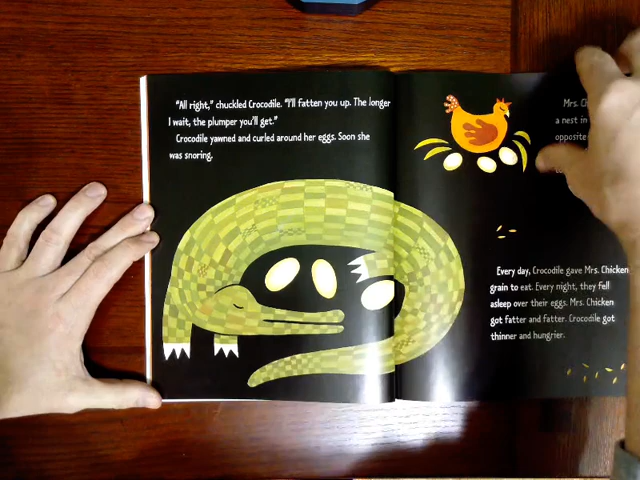 "All right," chuckled Crocodile. "I'll fatten you up. The longer
I wait, the plumper you'll get."
Crocodile yawned and curled around her eggs. Soon she
was snoring.
Mrs.
a nest in
opposite
Every day, Crocodile gave Mrs. Chicken
grain to eat. Every night, they fell
asleep over their eggs. Mrs. Chicken
got fatter and fatter. Crocodile got
thinner and hungrier.